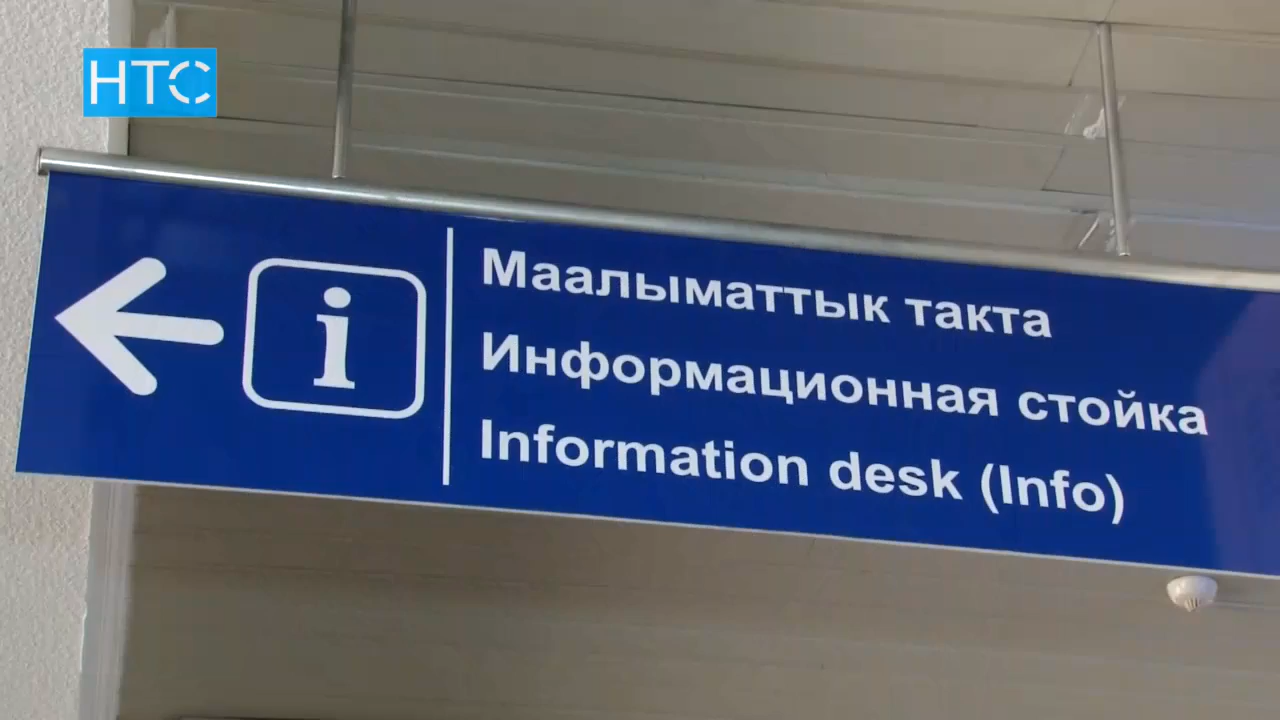 НТС
i
Маалыматтык такта
Информационная стойка
Information desk (Info)